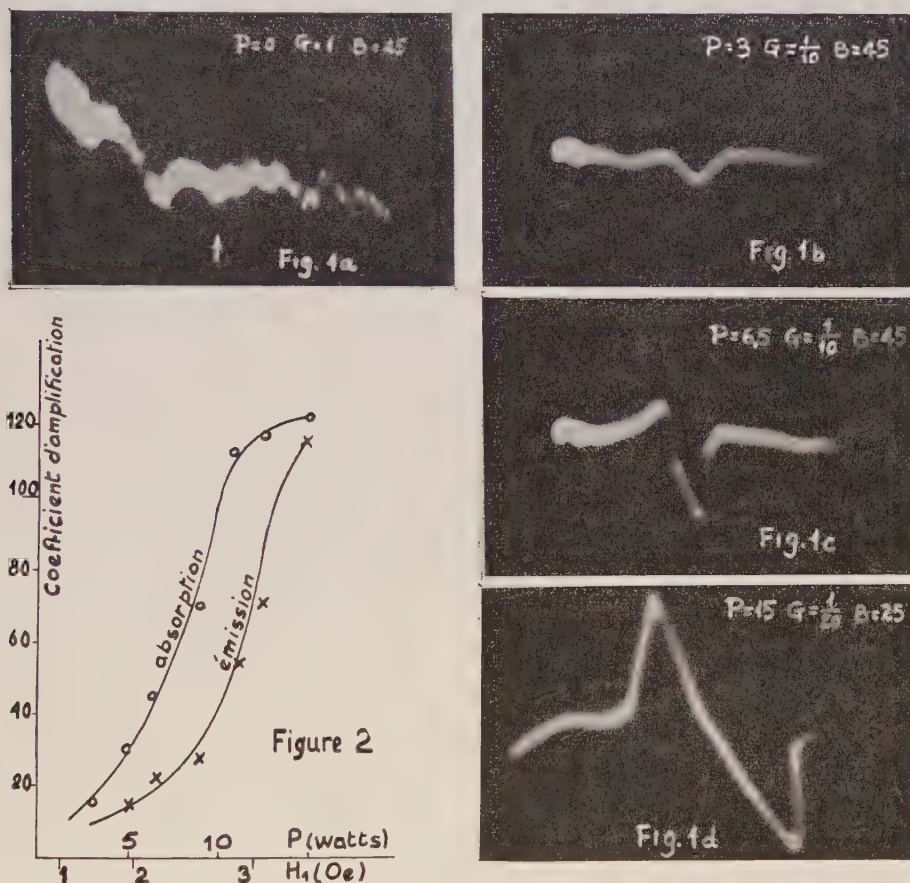 P=0 G=1 B=45
Fig. 1a
P=3 G=1/10 B=45
Fig. 1b
P=6,5 G=1/10 B=45
Fig. 1c
P=15 G=1/20 B=25
Fig. 1d
Coefficient d'amplification
120
100
80
60
40
20
absorption
émission
Figure 2
5 10 P (watts)
1 2 3 H₁ (Oe)